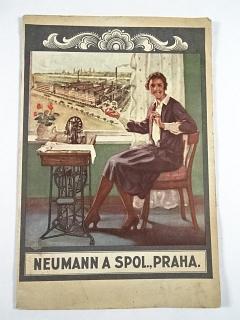 NEUMANN A SPOL., PRAHA.